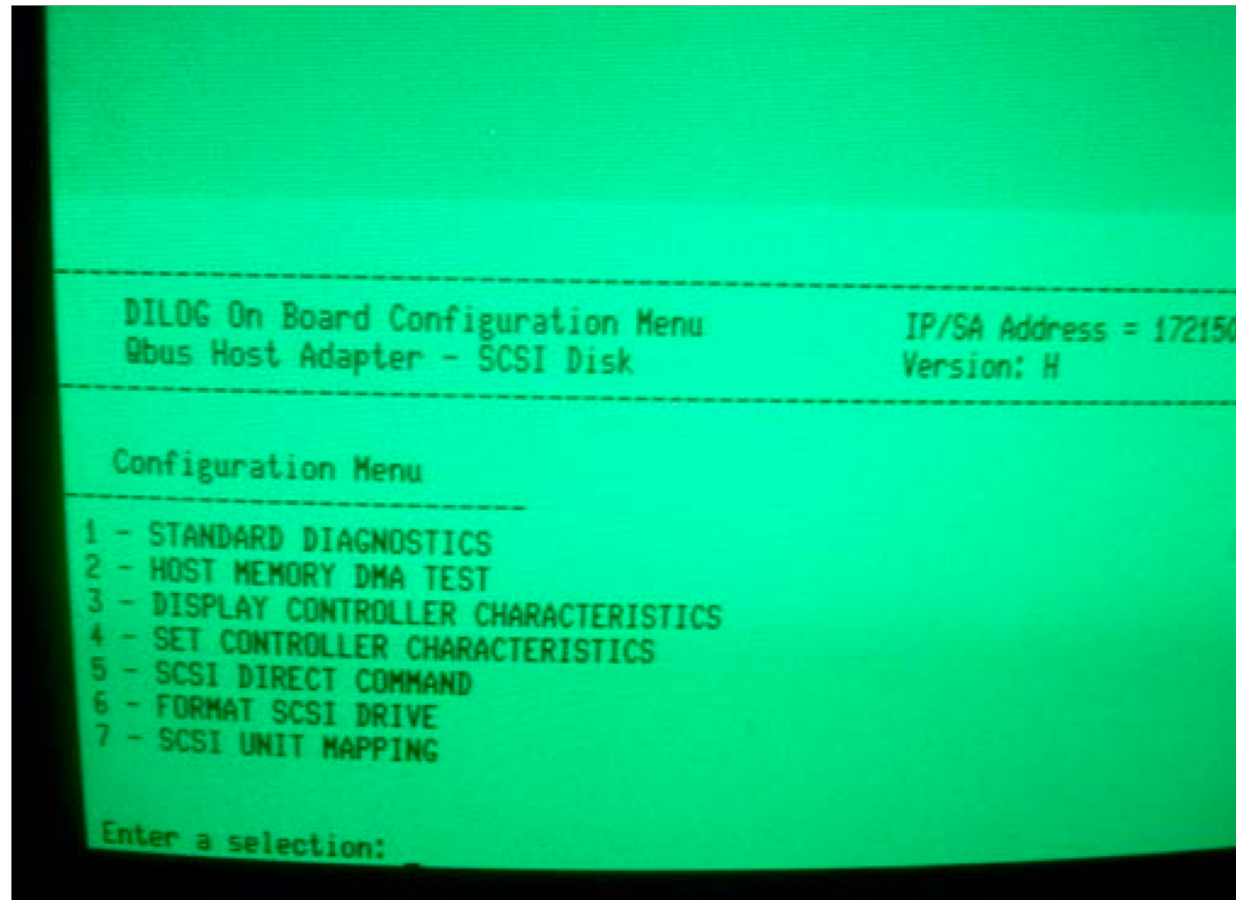 --------------------------------------------------------------------------------
DILOG On Board Configuration Menu IP/SA Address = 172150
Qbus Host Adapter - SCSI Disk Version: H
--------------------------------------------------------------------------------
Configuration Menu
--------------------------------
1 - STANDARD DIAGNOSTICS
2 - HOST MEMORY DMA TEST
3 - DISPLAY CONTROLLER CHARACTERISTICS
4 - SET CONTROLLER CHARACTERISTICS
5 - SCSI DIRECT COMMAND
6 - FORMAT SCSI DRIVE
7 - SCSI UNIT MAPPING
Enter a selection: